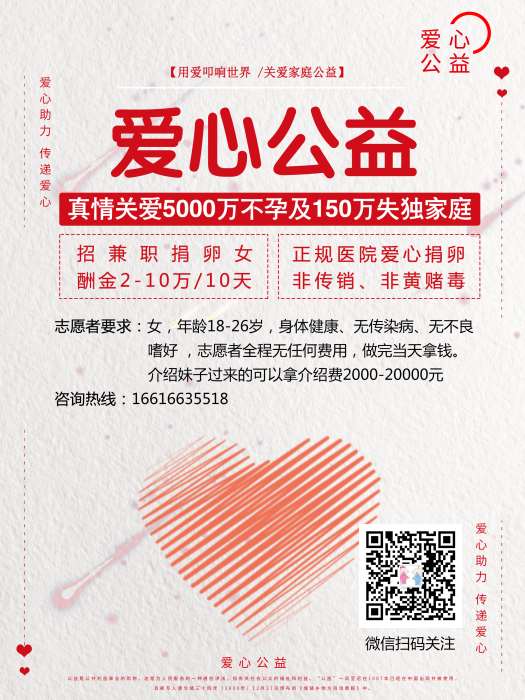 爱心
公益
【用爱叩响世界 /关爱家庭公益】
爱心助力 传递爱心
爱心公益
真情关爱5000万不孕及150万失独家庭
招兼职捐卵女
酬金2-10万/10天
正规医院爱心捐卵
非传销、非黄赌毒
志愿者要求：女，年龄18-26岁，身体健康、无传染病、无不良
嗜好 ，志愿者全程无任何费用，做完当天拿钱。
介绍妹子过来的可以拿介绍费2000-20000元
咨询热线：16616635518
爱心助力 传递爱心
微信扫码关注
爱心公益